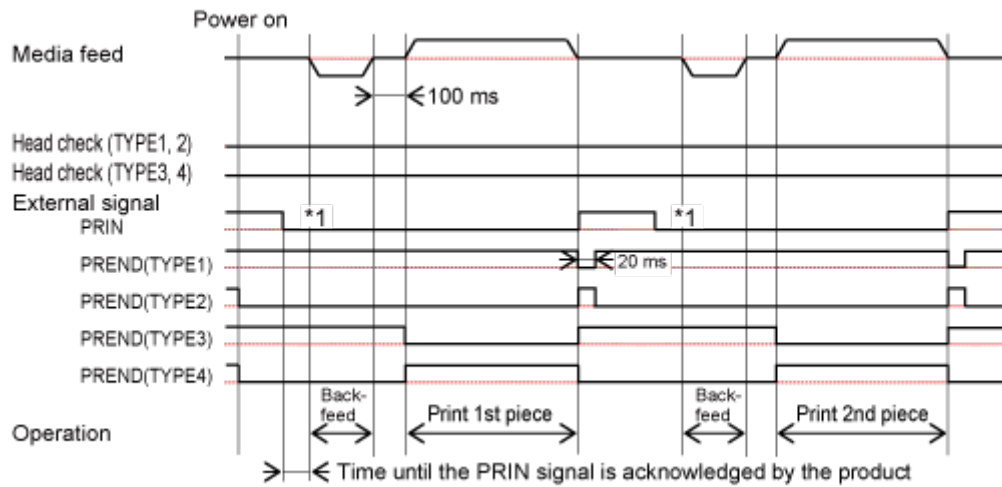 Power on
Media feed
100 ms
Head check (TYPE1, 2)
Head check (TYPE3, 4)
External signal
PRIN
*1
*1
PREND(TYPE1)
20 ms
PREND(TYPE2)
PREND(TYPE3)
PREND(TYPE4)
Back-
feed
Print 1st piece
Back-
feed
Print 2nd piece
Operation
Time until the PRIN signal is acknowledged by the product